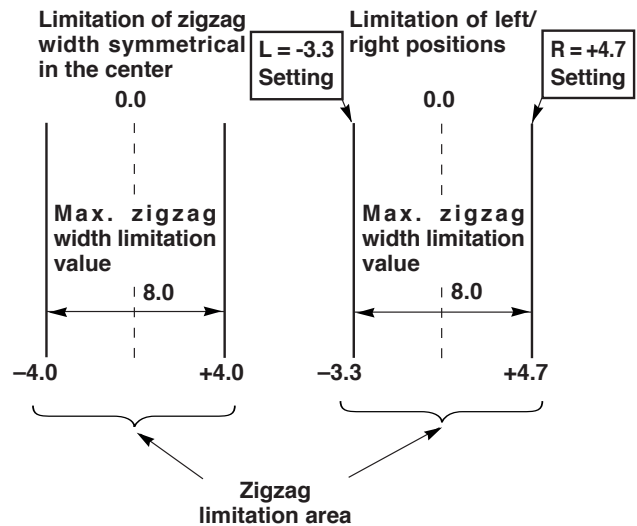 Limitation of zigzag
width symmetrical
in the center
0.0
Max. zigzag
width limitation
value
8.0
–4.0
+4.0
Limitation of left/
right positions
L = -3.3
Setting
R = +4.7
Setting
0.0
Max. zigzag
width limitation
value
8.0
–3.3
+4.7
Zigzag
limitation area